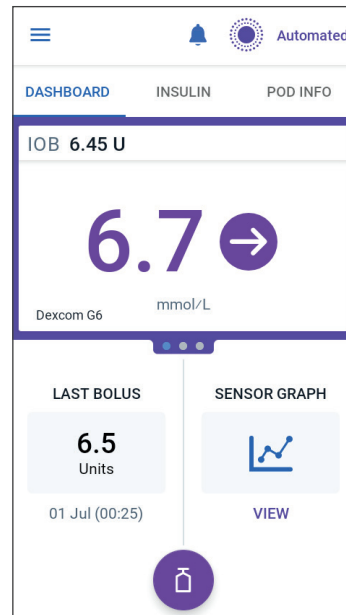 Automated
DASHBOARD INSULIN POD INFO
IOB 6.45 U
6.7
mmol/L
Dexcom G6
LAST BOLUS
6.5
Units
01 Jul (00:25)
SENSOR GRAPH
VIEW